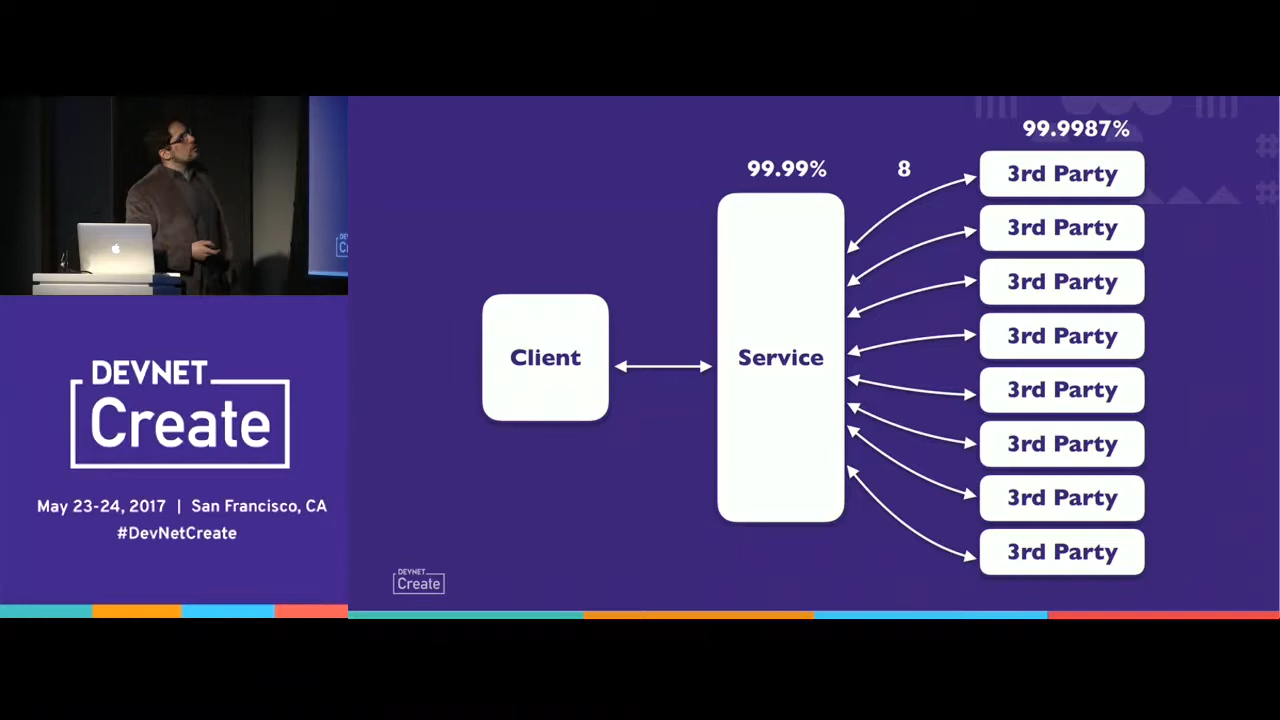 DEVNET
Create
May 23-24, 2017 | San Francisco, CA
#DevNetCreate
99.9987%
99.99%
8
3rd Party
3rd Party
3rd Party
3rd Party
3rd Party
3rd Party
3rd Party
3rd Party
Client
Service
DEVNET
Create